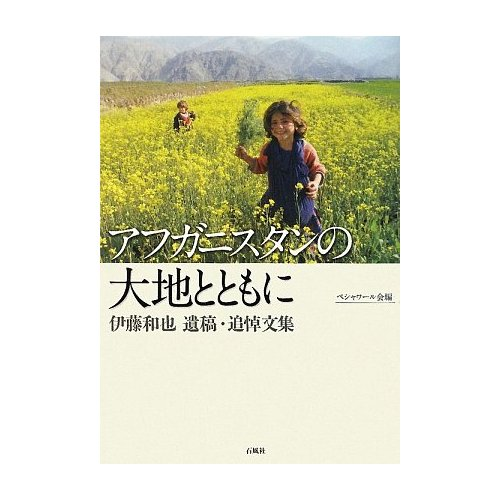 アフガニスタンの
大地とともに
ペシャワール会編
伊藤和也 遺稿・追悼文集
石風社